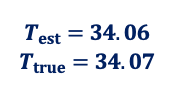 T_est = 34.06
T_true = 34.07